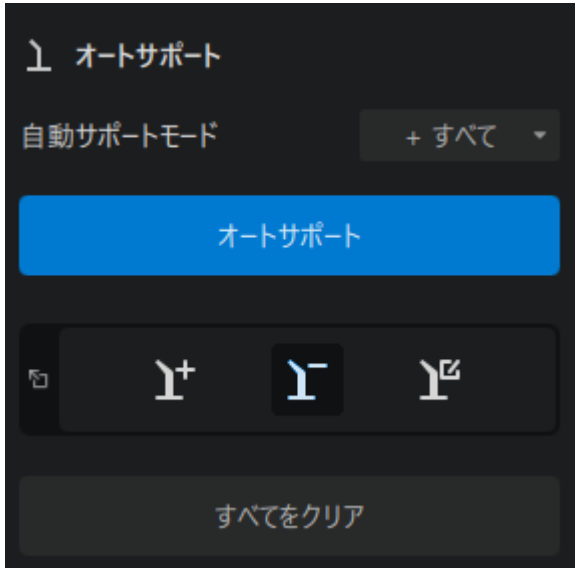 オートサポート
自動サポートモード
+ すべて
オートサポート
すべてをクリア